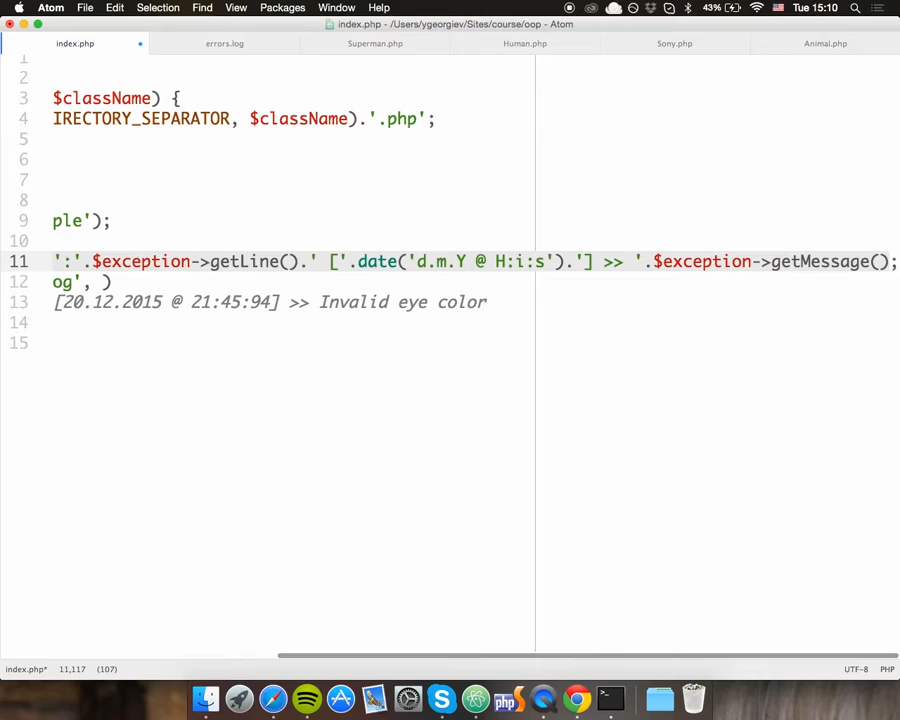 Atom File Edit View Selection Find Packages Window Help 43% Tue 15:10
index.php - /Users/ygeorgiev/Sites/course/oop - Atom
index.php errors.log Superman.php Human.php Sony.php Animal.php
1
2
3 $className) {
4 IRECTORY_SEPARATOR, $className).'.php';
5
6
7
8
9 ple');
10
11 ':'.$exception->getLine().' ['.date('d.m.Y @ H:i:s').'] >> '.$exception->getMessage();
12 og', )
13 [20.12.2015 @ 21:45:94] >> Invalid eye color
14
15
index.php* 11,117 (107) UTF-8 PHP
php